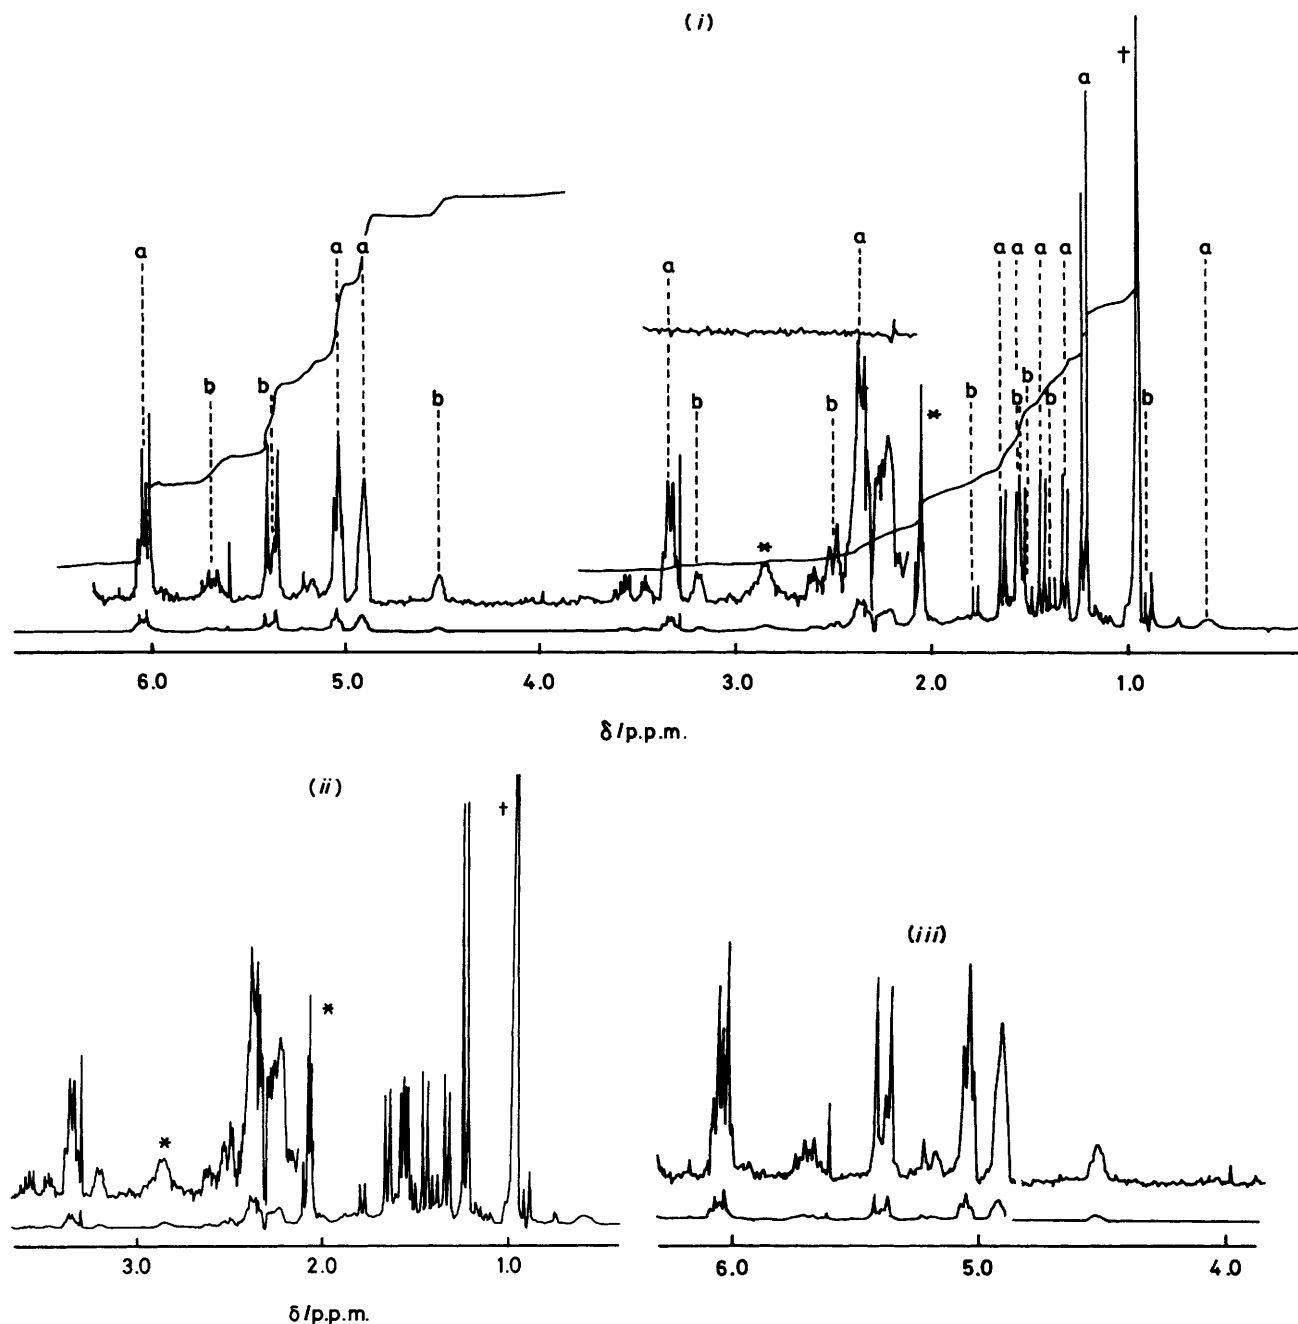 (i)
†
a
a a a a a a a a a a
b b b b b b b b b b
*
*
6.0 5.0 4.0 3.0 2.0 1.0
δ/p.p.m.
(ii)
†
*
*
3.0 2.0 1.0
δ/p.p.m.
(iii)
6.0 5.0 4.0